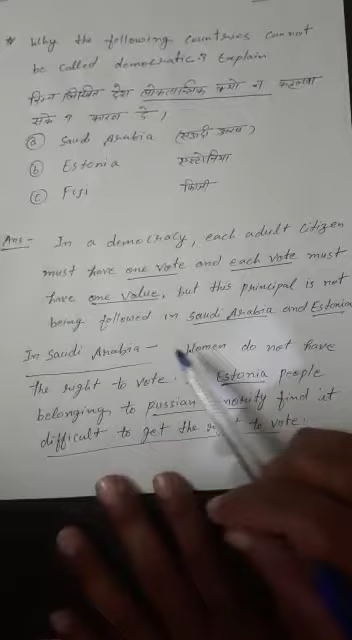 * Why the following countries cannot
be called democratic? Explain
निम्न लिखित देश लोकतान्त्रिक क्यों न कहलवा
सके
(a) Saudi Arabia (सऊदी अरब)
(b) Estonia एस्टोनिया
(c) Fiji फिजी
Ans:- In a democracy, each adult citizen
must have one vote and each vote must
have one value, but this principal is not
being followed in Saudi Arabia and Estonia
In Saudi Arabia - Women do not have
the right to vote. Estonia people
belonging to find it
difficult to get the to vote.